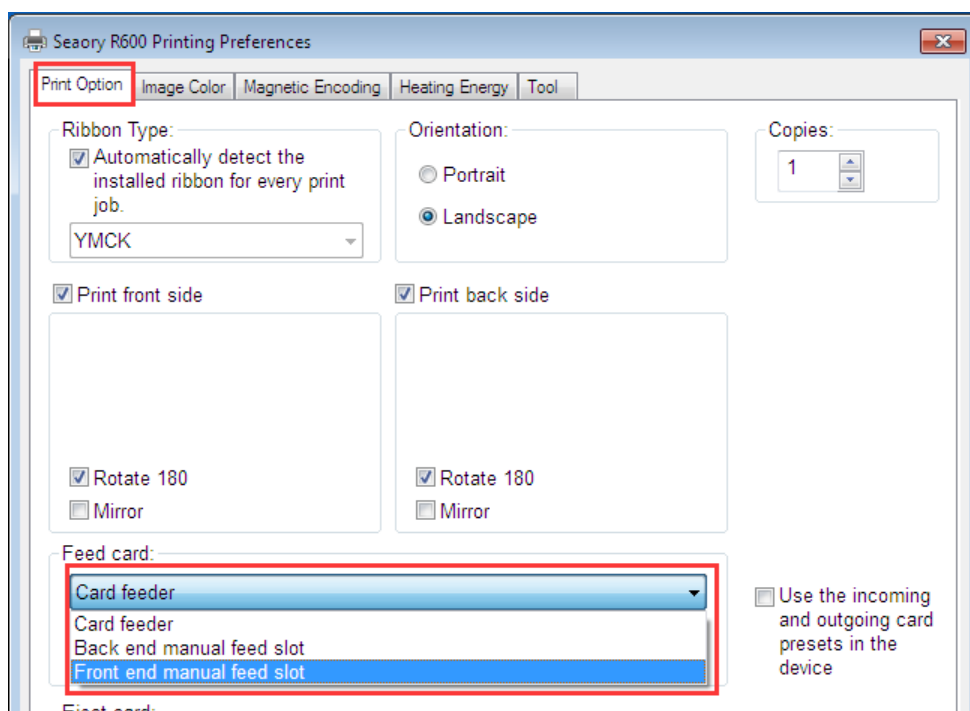 Seaory R600 Printing Preferences
Print Option
Image Color
Magnetic Encoding
Heating Energy
Tool
Ribbon Type:
Automatically detect the
installed ribbon for every print
job.
YMCK
Orientation:
Portrait
Landscape
Copies:
1
Print front side
Rotate 180
Mirror
Print back side
Rotate 180
Mirror
Feed card:
Card feeder
Card feeder
Back end manual feed slot
Front end manual feed slot
Use the incoming
and outgoing card
presets in the
device
Eject card: